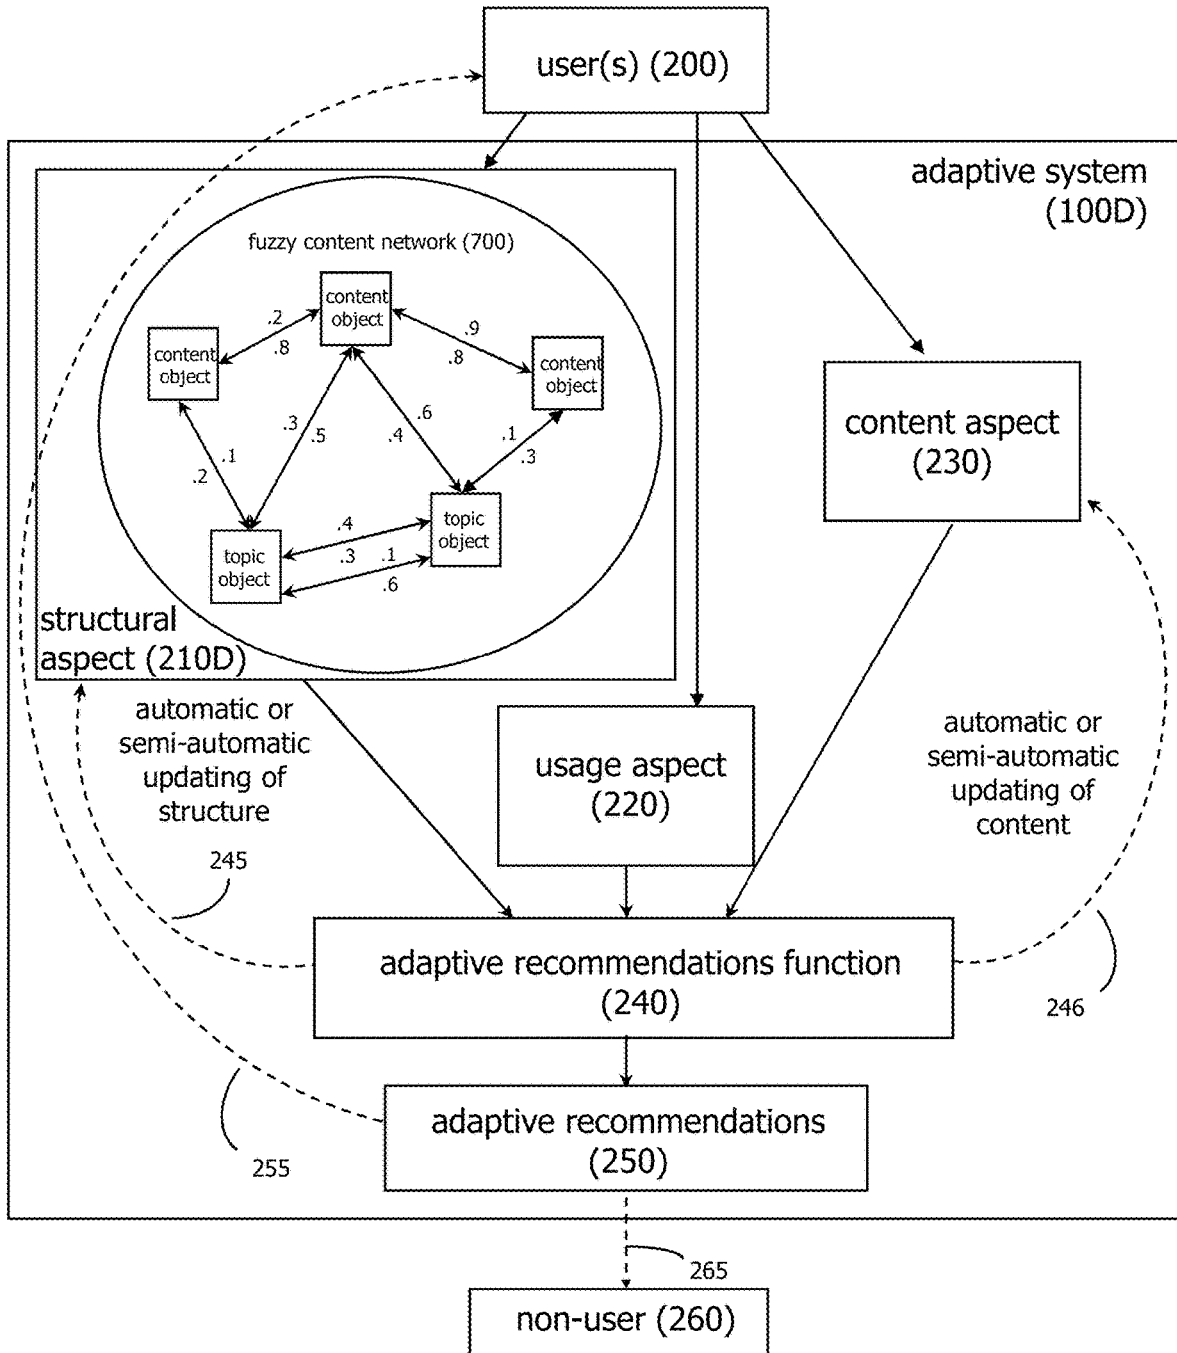 user(s) (200)
adaptive system
(100D)
fuzzy content network (700)
content
object
.2
.8
.9
.8
content
object
content
object
content aspect
(230)
.3
.5
.6
.4
.1
.3
.1
.2
topic
object
.4
.3
.1
.6
topic
object
structural
aspect (210D)
automatic or
semi-automatic
updating of
structure
usage aspect
(220)
automatic or
semi-automatic
updating of
content
245
adaptive recommendations function
(240)
246
adaptive recommendations
(250)
255
265
non-user (260)